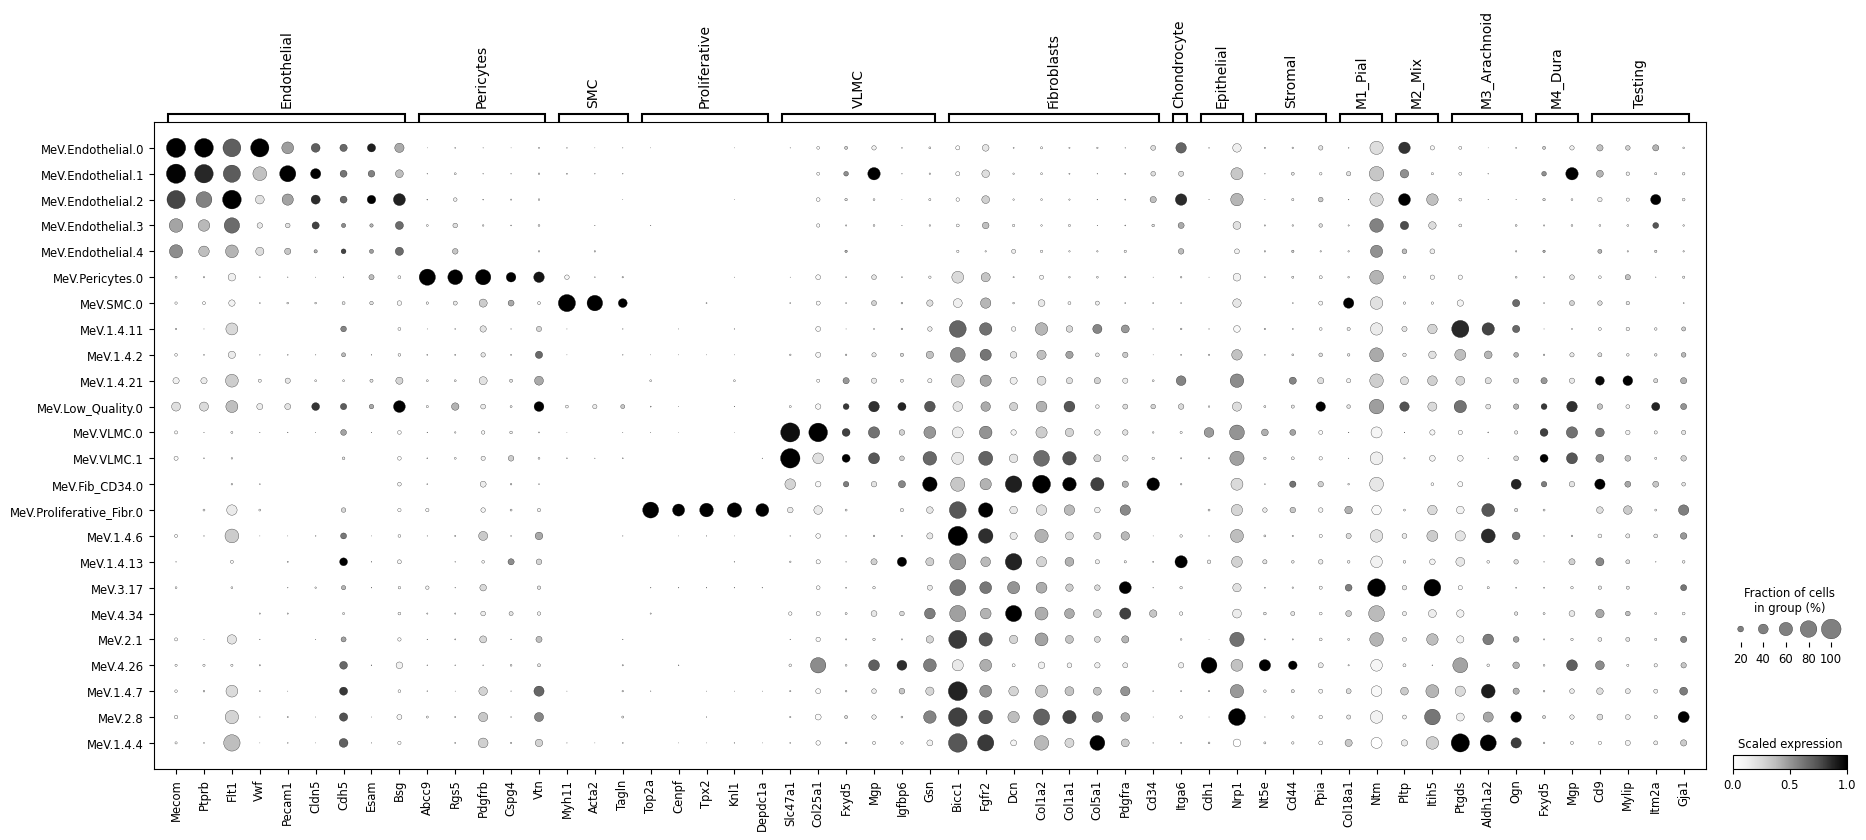 Endothelial
Pericytes
SMC
Proliferative
VLMC
Fibroblasts
Chondrocyte
Epithelial
Stromal
M1_Pial
M2_Mix
M3_Arachnoid
M4_Dura
Testing
MeV.Endothelial.0
MeV.Endothelial.1
MeV.Endothelial.2
MeV.Endothelial.3
MeV.Endothelial.4
MeV.Pericytes.0
MeV.SMC.0
MeV.1.4.11
MeV.1.4.2
MeV.1.4.21
MeV.Low_Quality.0
MeV.VLMC.0
MeV.VLMC.1
MeV.Fib_CD34.0
MeV.Proliferative_Fibr.0
MeV.1.4.6
MeV.1.4.13
MeV.3.17
MeV.4.34
MeV.2.1
MeV.4.26
MeV.1.4.7
MeV.2.8
MeV.1.4.4
Mecom
Ptprb
Flt1
Vwf
Pecam1
Cldn5
Cdh5
Esam
Bsg
Abcc9
Rgs5
Pdgfrb
Cspg4
Vtn
Myh11
Acta2
Tagln
Top2a
Cenpf
Tpx2
Knl1
Depdc1a
Slc47a1
Col25a1
Fxyd5
Mgp
Igfbp6
Gsn
Bicc1
Fgfr2
Dcn
Col1a2
Col1a1
Col5a1
Pdgfra
Cd34
Itga6
Cdh1
Nrp1
Nt5e
Cd44
Ppia
Col18a1
Ntm
Pltp
Itih5
Ptgds
Aldh1a2
Ogn
Fxyd5
Mgp
Cd9
Mylip
Itm2a
Gja1
Fraction of cells
in group (%)
20 40 60 80 100
Scaled expression
0.0 0.5 1.0